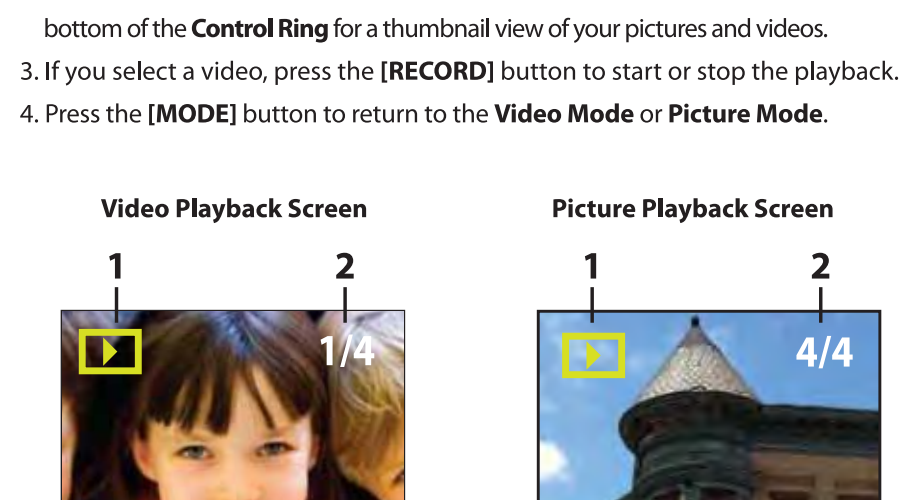 bottom of the Control Ring for a thumbnail view of your pictures and videos.
3. If you select a video, press the [RECORD] button to start or stop the playback.
4. Press the [MODE] button to return to the Video Mode or Picture Mode.
Video Playback Screen
1 2
1/4
Picture Playback Screen
1 2
4/4